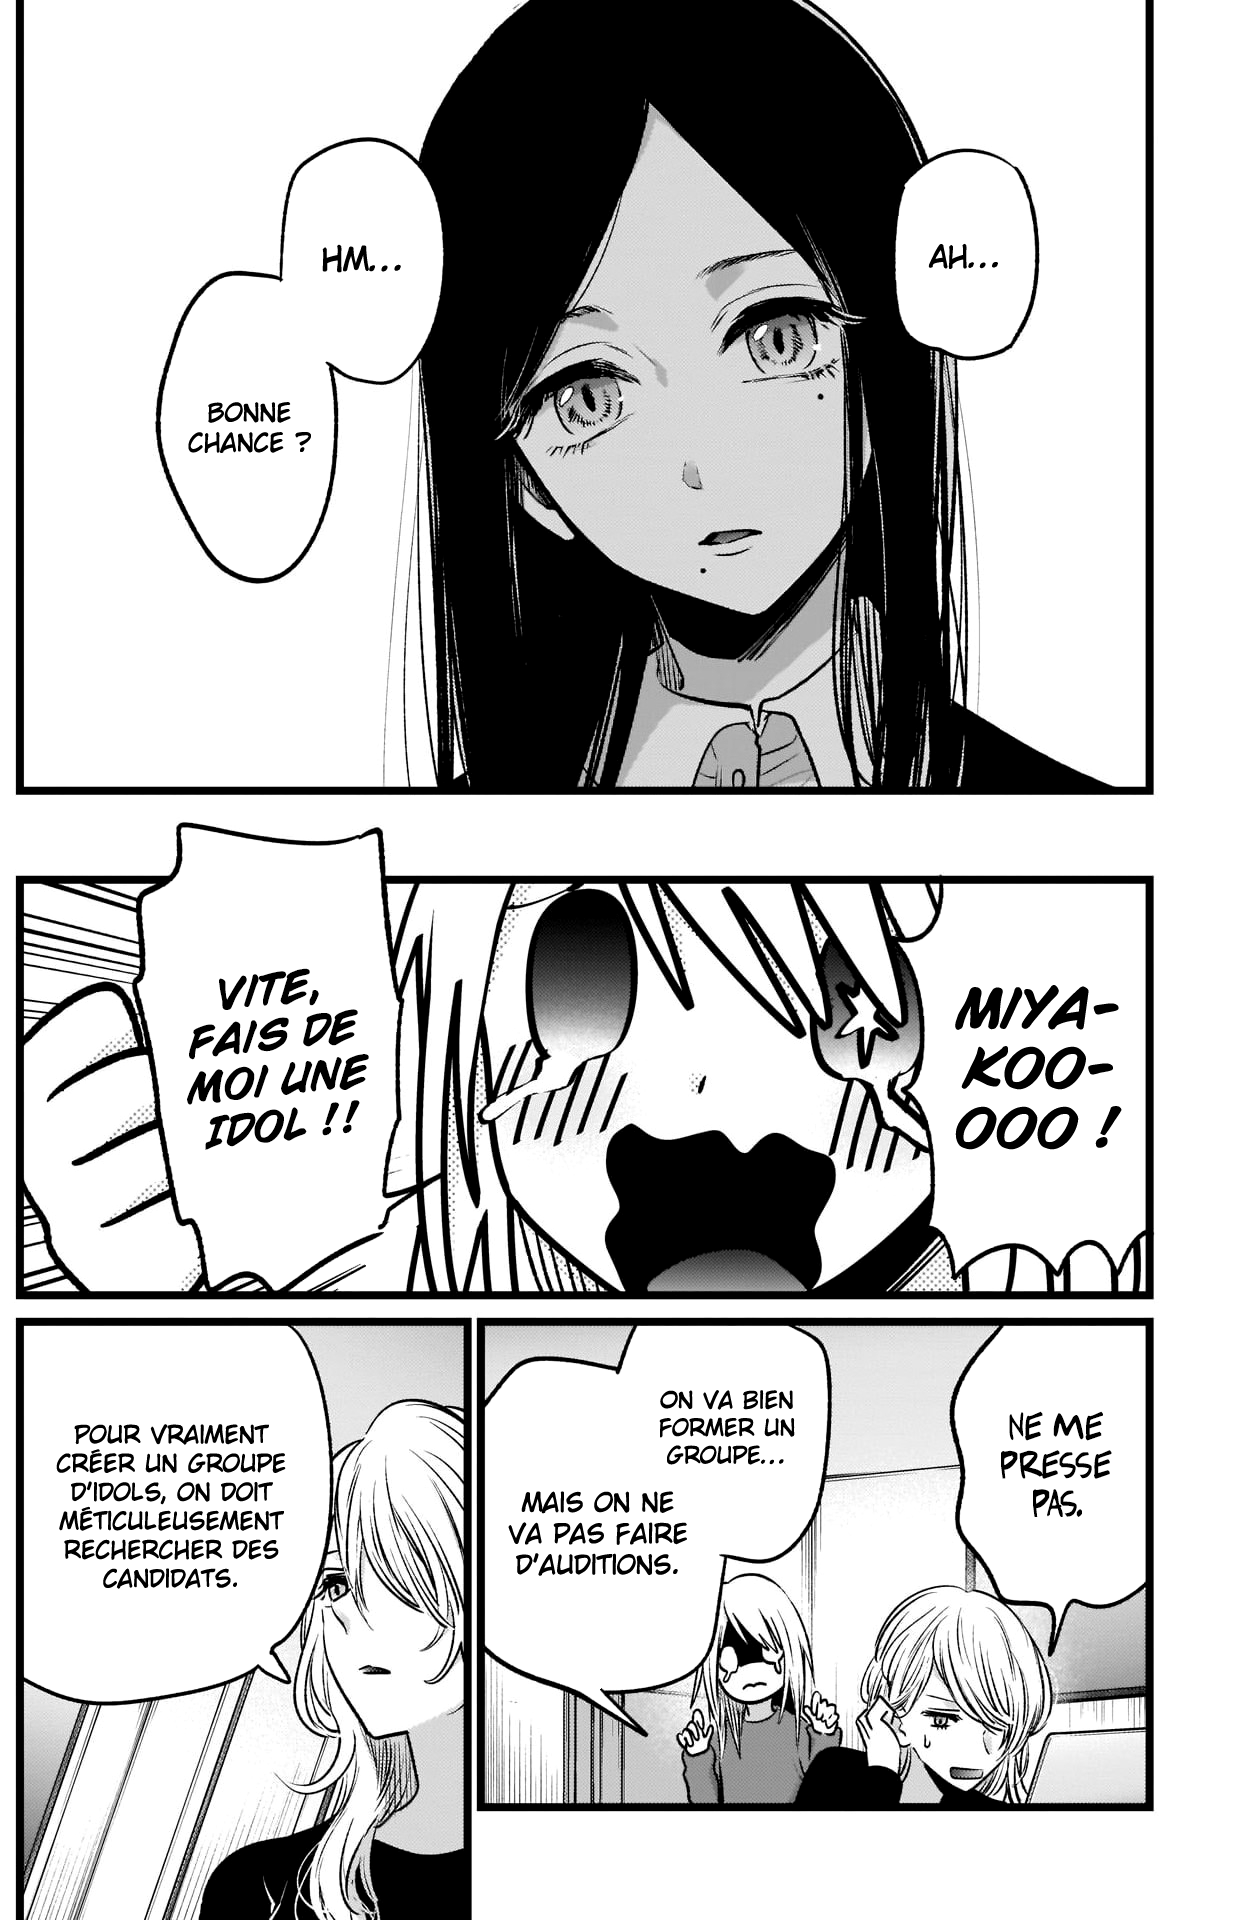 AH...
HM...
BONNE
CHANCE ?
MIYA-
KOO-
OOO !
VITE,
FAIS DE
MOI UNE
IDOL !!
NE ME
PRESSE
PAS.
ON VA BIEN
FORMER UN
GROUPE...
MAIS ON NE
VA PAS FAIRE
D'AUDITIONS.
POUR VRAIMENT
CRÉER UN GROUPE
D'IDOLS, ON DOIT
MÉTICULEUSEMENT
RECHERCHER DES
CANDIDATS.